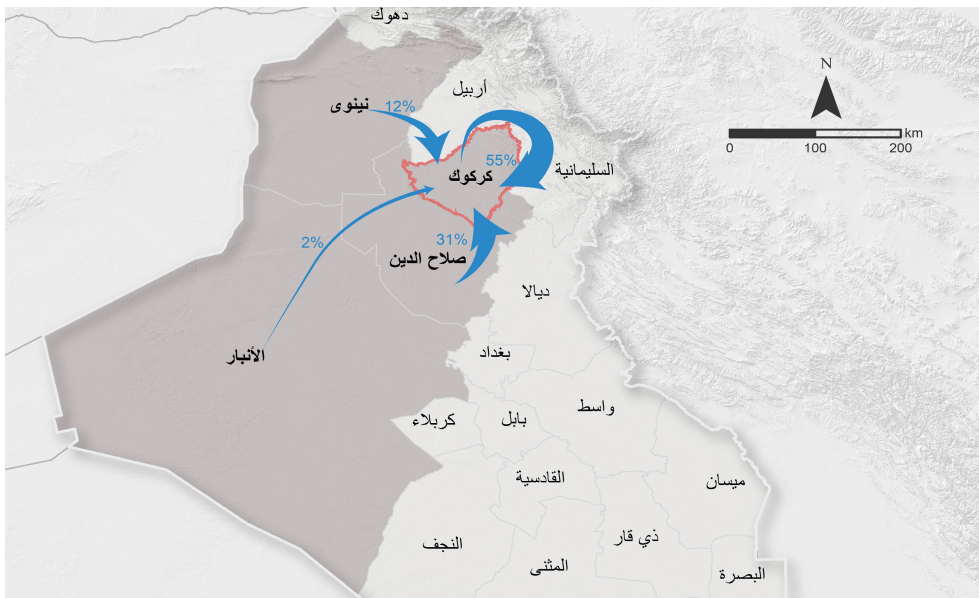 دهوك
N
أربيل
نينوى
12%
km
0
100
200
55%
السليمانية
كركوك
2%
31%
صلاح الدين
ديالا
الأنبار
بغداد
واسط
كربلاء
بابل
القادسية
ميسان
النجف
ذي قار
المثنى
البصرة